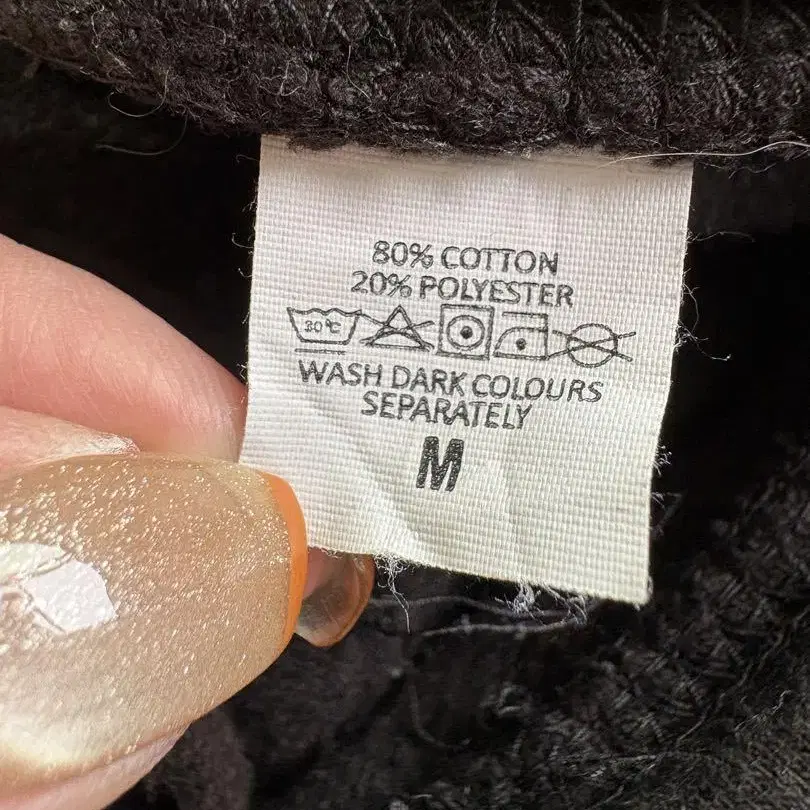 80% COTTON
20% POLYESTER
30°C
WASH DARK COLOURS
SEPARATELY
M